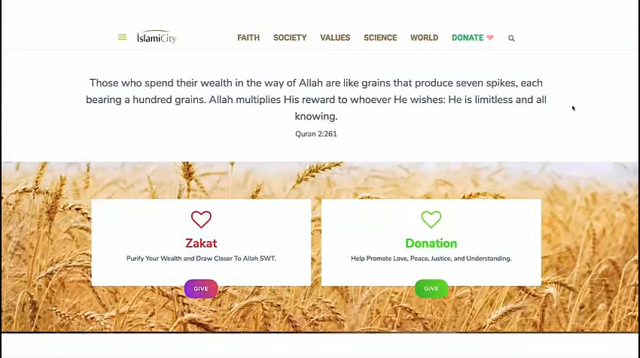 IslamiCity FAITH SOCIETY VALUES SCIENCE WORLD DONATE
Those who spend their wealth in the way of Allah are like grains that produce seven spikes, each
bearing a hundred grains. Allah multiplies His reward to whoever He wishes: He is limitless and all
knowing.
Quran 2:261
Zakat
Purify Your Wealth and Draw Closer To Allah SWT.
GIVE
Donation
Help Promote Love, Peace, Justice, and Understanding.
GIVE